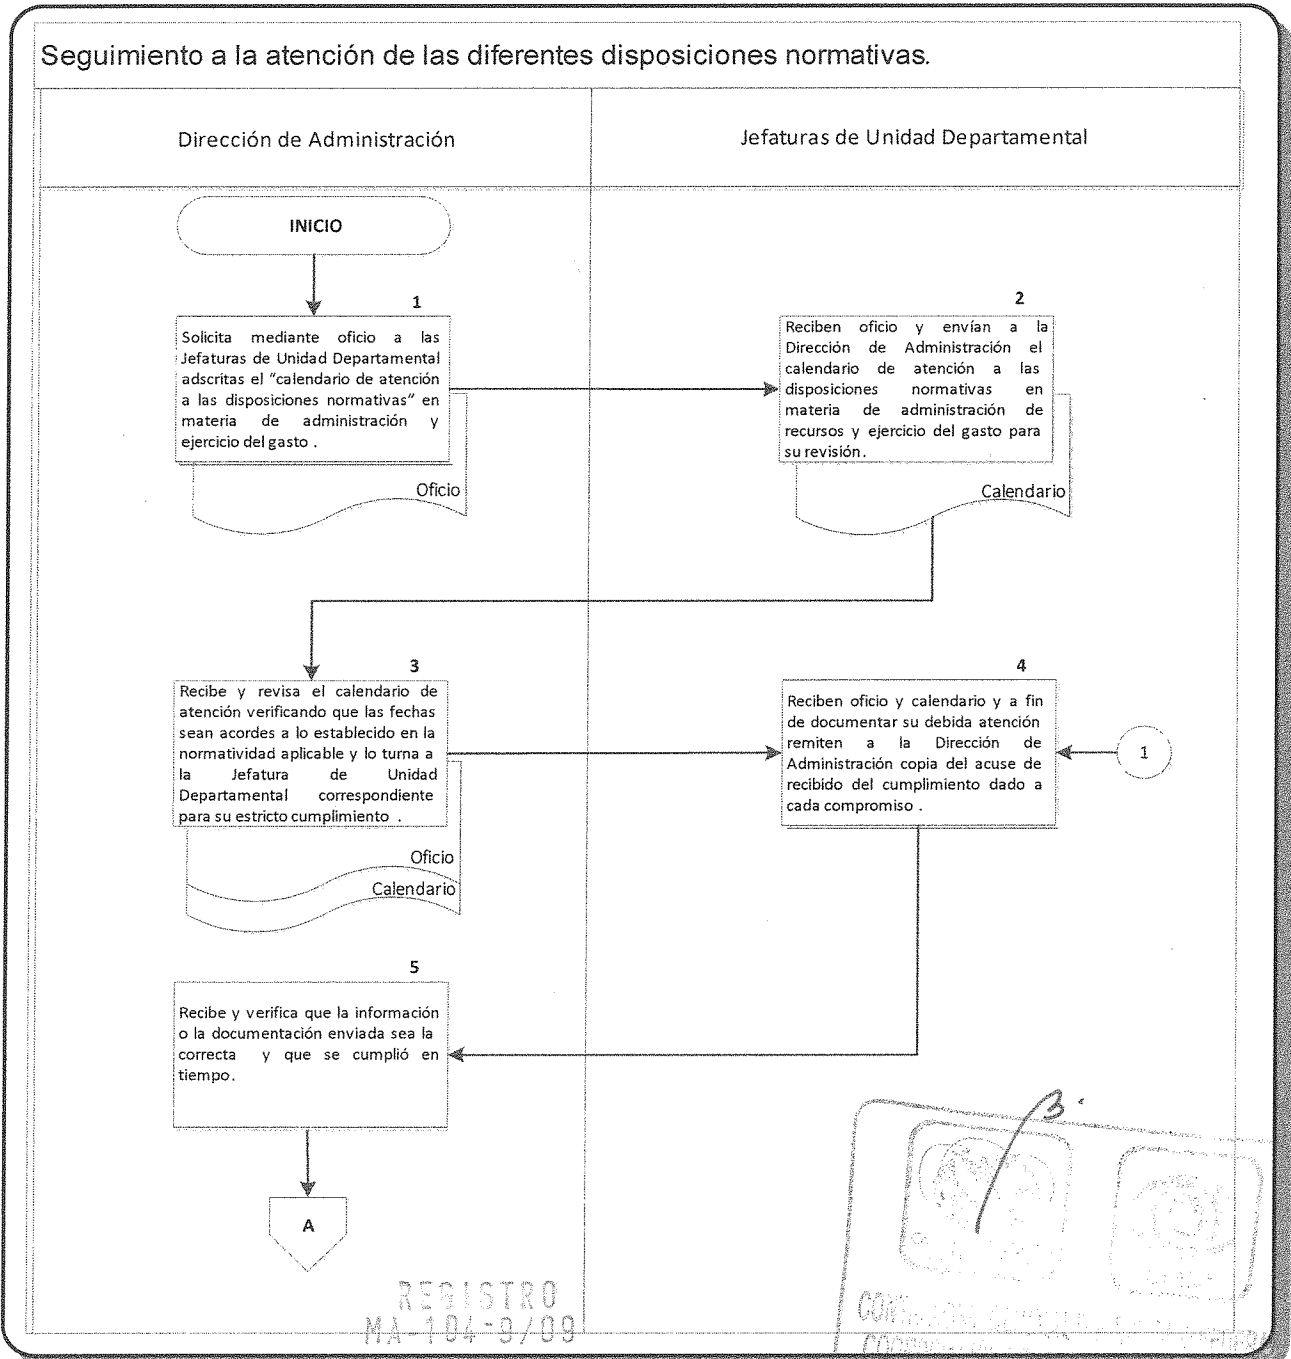 Seguimiento a la atención de las diferentes disposiciones normativas.
Dirección de Administración
Jefaturas de Unidad Departamental
INICIO
1
Solicita mediante oficio a las
Jefaturas de Unidad Departamental
adscritas el "calendario de atención
a las disposiciones normativas" en
materia de administración y
ejercicio del gasto .
Oficio
2
Reciben oficio y envían a la
Dirección de Administración el
calendario de atención a las
disposiciones normativas en
materia de administración de
recursos y ejercicio del gasto para
su revisión.
Calendario
3
Recibe y revisa el calendario de
atención verificando que las fechas
sean acordes a lo establecido en la
normatividad aplicable y lo turna a
la Jefatura de Unidad
Departamental correspondiente
para su estricto cumplimiento .
Oficio
Calendario
4
Reciben oficio y calendario y a fin
de documentar su debida atención
remiten a la Dirección de
Administración copia del acuse de
recibido del cumplimiento dado a
cada compromiso .
1
5
Recibe y verifica que la información
o la documentación enviada sea la
correcta y que se cumplió en
tiempo.
A
REGISTRO
MA-104-9/09